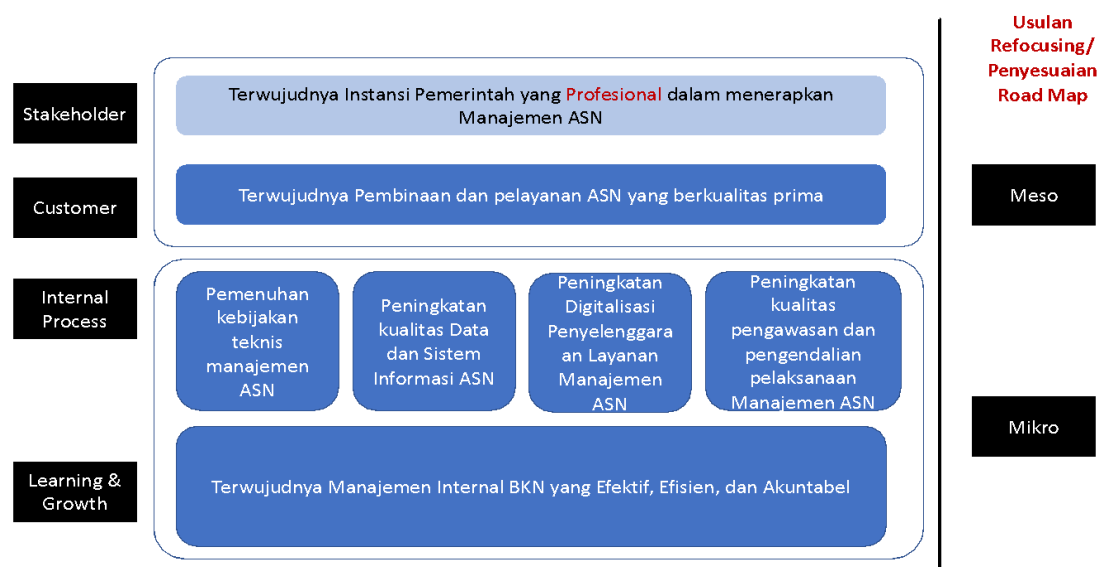 Usulan
Refocusing/
Penyesuaian
Road Map
Stakeholder
Terwujudnya Instansi Pemerintah yang Profesional dalam menerapkan
Manajemen ASN
Customer
Terwujudnya Pembinaan dan pelayanan ASN yang berkualitas prima
Meso
Internal
Process
Pemenuhan
kebijakan
teknis
manajemen
ASN
Peningkatan
kualitas Data
dan Sistem
Informasi ASN
Peningkatan
Digitalisasi
Penyelenggara
an Layanan
Manajemen
ASN
Peningkatan
kualitas
pengawasan dan
pengendalian
pelaksanaan
Manajemen ASN
Mikro
Learning &
Growth
Terwujudnya Manajemen Internal BKN yang Efektif, Efisien, dan Akuntabel